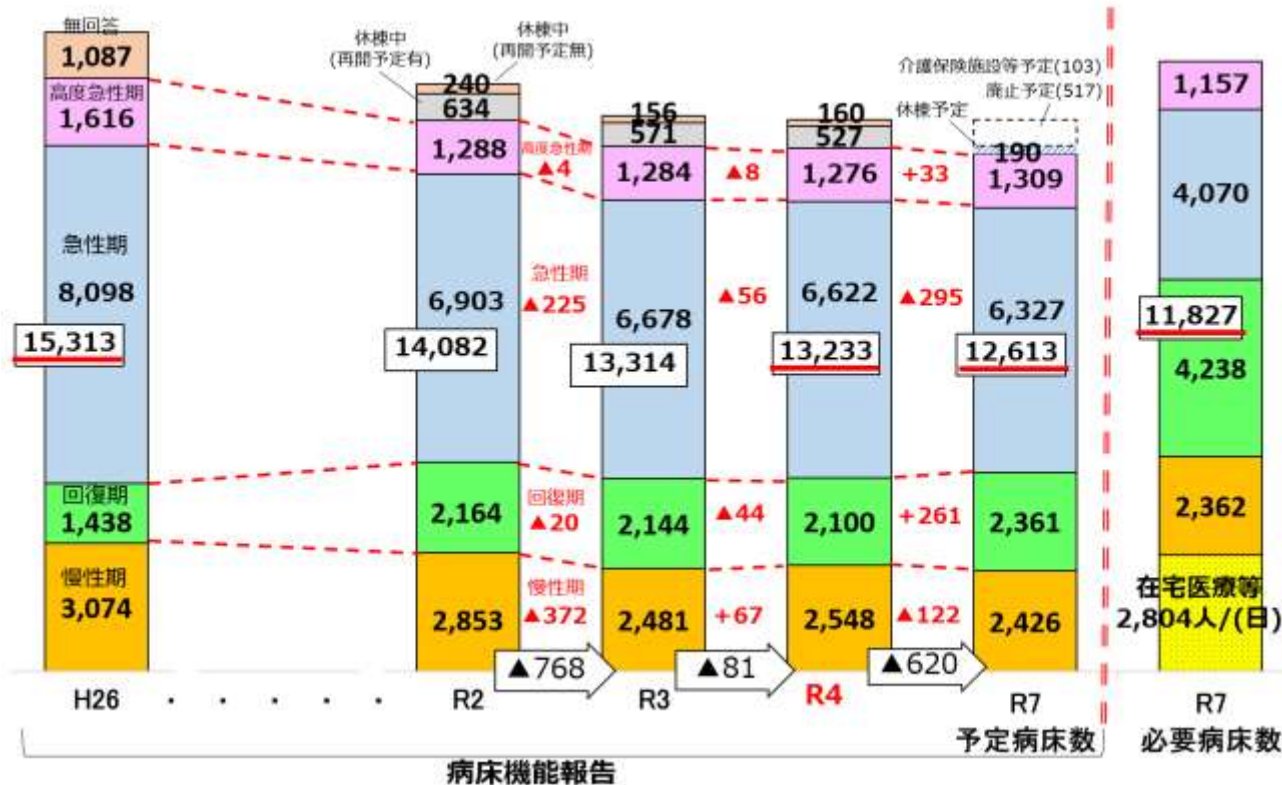 無回答
1,087
高度急性期
1,616
急性期
8,098
15,313
回復期
1,438
慢性期
3,074
H26
・ ・ ・ ・ ・
休棟中
(再開予定有)
休棟中
(再開予定無)
240
634
1,288
6,903
14,082
2,164
2,853
R2
高度急性期
▲4
急性期
▲225
回復期
▲20
慢性期
▲372
▲768
156
571
1,284
6,678
13,314
2,144
2,481
R3
▲8
▲56
▲44
+67
▲81
160
527
1,276
6,622
13,233
2,100
2,548
R4
+33
▲295
+261
▲122
▲620
介護保険施設等予定(103)
廃止予定(517)
休棟予定
190
1,309
6,327
12,613
2,361
2,426
R7
予定病床数
1,157
4,070
11,827
4,238
2,362
在宅医療等
2,804人/(日)
R7
必要病床数
病床機能報告